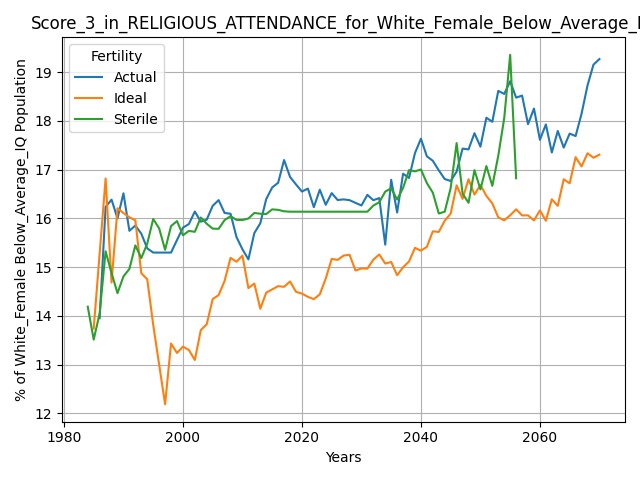 Score_3_in_RELIGIOUS_ATTENDANCE_for_White_Female_Below_Average_I
Fertility
Actual
Ideal
Sterile
% of White_Female Below_Average_IQ Population
19
18
17
16
15
14
13
12
1980
2000
2020
2040
2060
Years